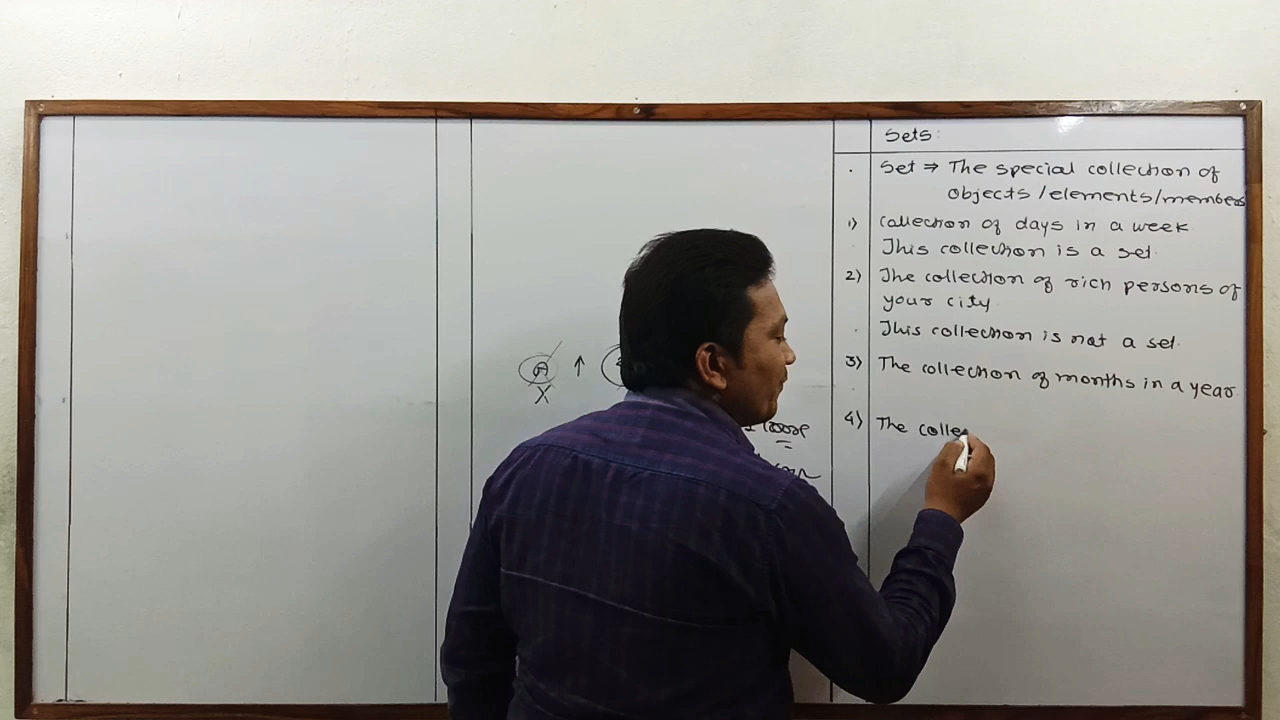 Sets:
Set ⇒ The special collection of
objects/elements/members
1) Collection of days in a week
This collection is a set.
2) The collection of rich persons of
your city
This collection is not a set.
3) The collection of months in a year.
4) The colle
A ↑
X